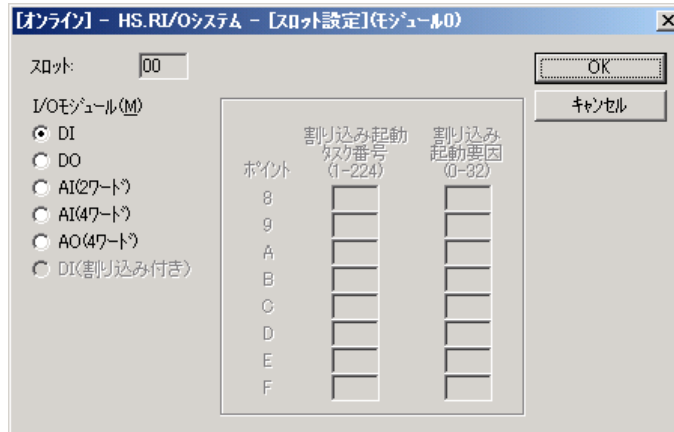 [オンライン] - HS.RI/Oシステム - [スロット設定](モジュール0)
スロット: 00
OK
キャンセル
I/Oモジュール(M)
DI
DO
AI(2ワード)
AI(4ワード)
AO(4ワード)
DI(割り込み付き)
ポイント
割り込み起動
タスク番号
(1-224)
割り込み
起動要因
(0-32)
8
9
A
B
C
D
E
F